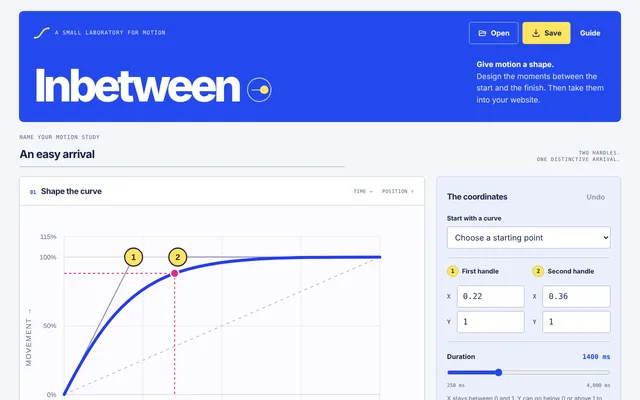 A SMALL LABORATORY FOR MOTION
Open
Save
Guide
Inbetween
Give motion a shape.
Design the moments between the
start and the finish. Then take them
into your website.
NAME YOUR MOTION STUDY
An easy arrival
TWO HANDLES.
ONE DISTINCTIVE ARRIVAL.
01 Shape the curve
TIME → POSITION ↑
115%
100%
50%
0%
MOVEMENT →
1
2
The coordinates
Undo
Start with a curve
Choose a starting point
1 First handle
2 Second handle
X 0.22
X 0.36
Y 1
Y 1
Duration
1400 ms
250 ms
4,000 ms
X stays between 0 and 1. Y can go below 0 or above 1 to